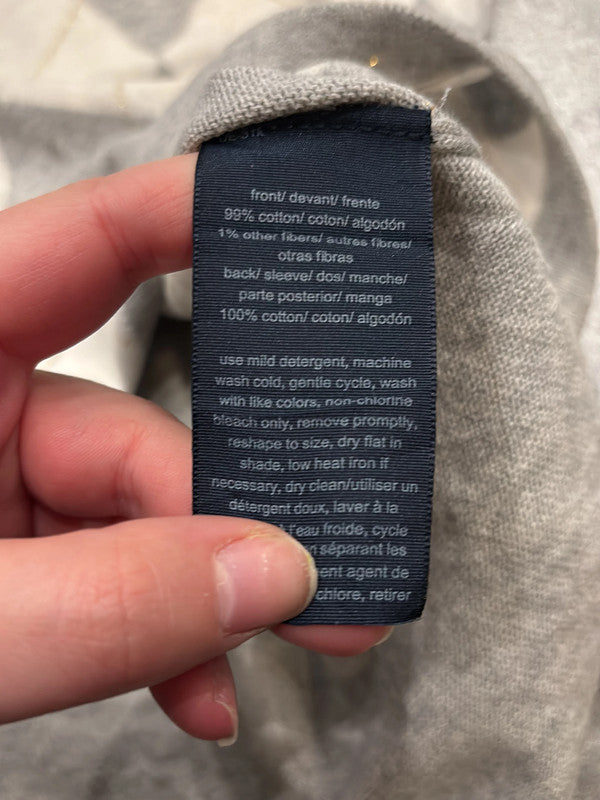 front/ devant/ frente
99% cotton/ coton/ algodón
1% other fibers/ autres fibres/
otras fibras
back/ sleeve/ dos/ manche/
parte posterior/ manga
100% cotton/ coton/ algodón
use mild detergent, machine
wash cold, gentle cycle, wash
with like colors, non-chlorine
bleach only, remove promptly,
reshape to size, dry flat in
shade, low heat iron if
necessary, dry clean/utiliser un
détergent doux, laver à la
à l'eau froide, cycle
séparant les
agent de
chlore, retirer